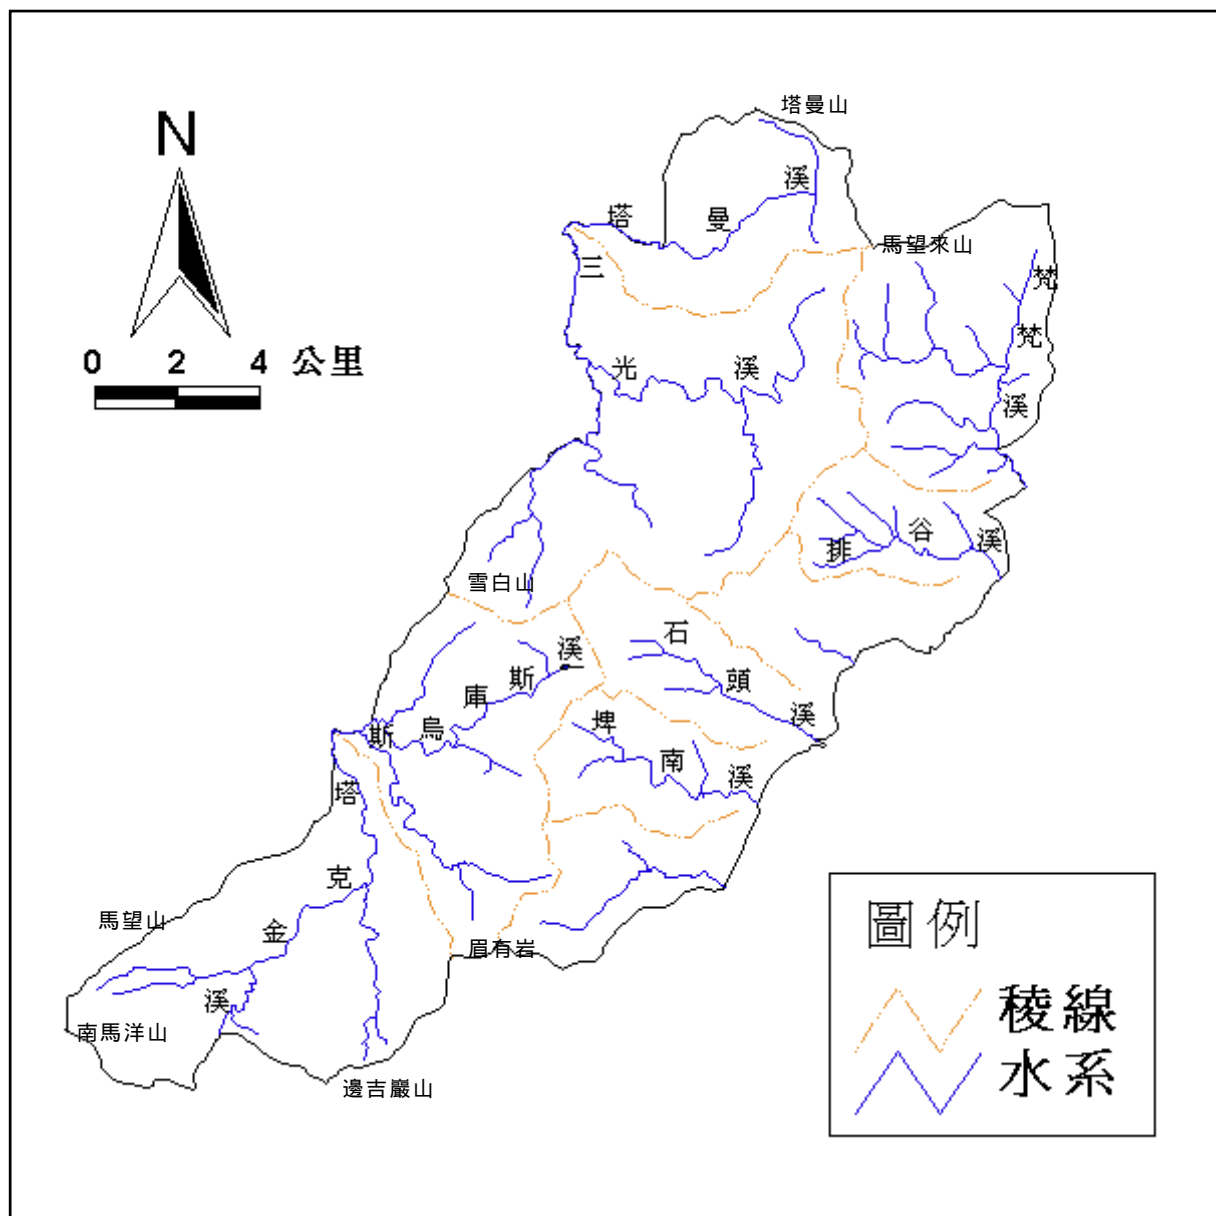 N
0 2 4 公里
塔曼山
塔曼溪
馬望來山
三光溪
梵梵溪
排谷溪
雪白山
石頭溪
斯烏庫斯溪
埤南溪
塔克金溪
馬望山
眉有岩
南馬洋山
邊吉巖山
圖例
稜線
水系